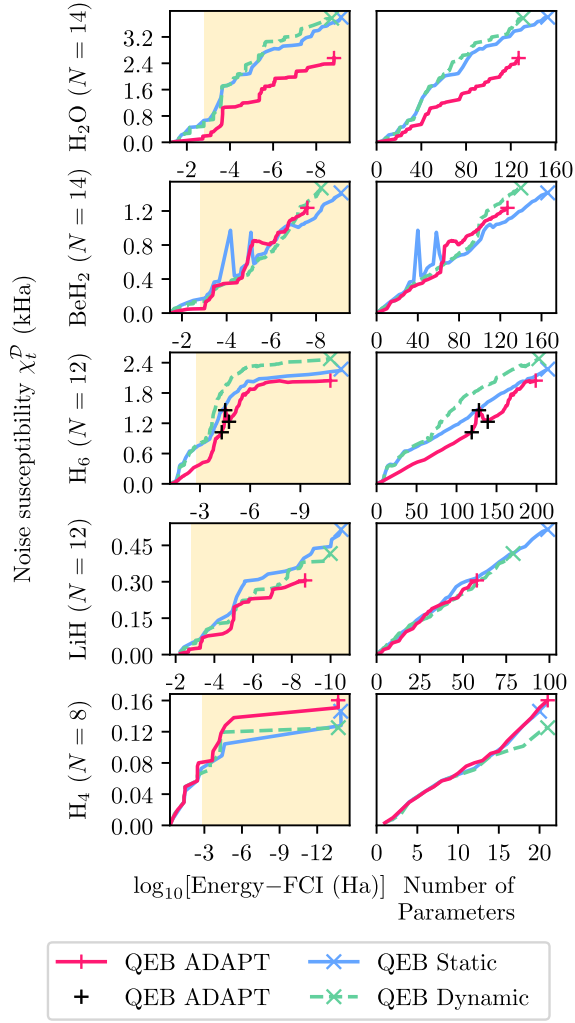 Noise susceptibility χₜᴾ (kHa)
H₂O (N = 14)
0.0 0.8 1.6 2.4 3.2
-2 -4 -6 -8
0 40 80 120 160
BeH₂ (N = 14)
0.0 0.4 0.8 1.2
-2 -4 -6 -8
0 40 80 120 160
H₆ (N = 12)
0.0 0.6 1.2 1.8 2.4
-3 -6 -9
0 50 100 150 200
LiH (N = 12)
0.00 0.15 0.30 0.45
-2 -4 -6 -8 -10
0 25 50 75 100
H₄ (N = 8)
0.00 0.04 0.08 0.12 0.16
-3 -6 -9 -12
0 5 10 15 20
log₁₀[Energy−FCI (Ha)]
Number of
Parameters
QEB ADAPT QEB Static
QEB ADAPT QEB Dynamic